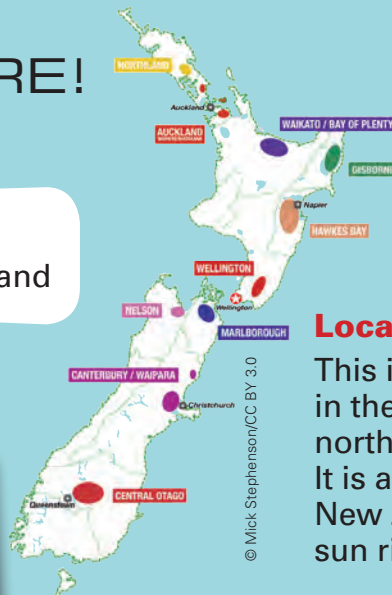 RE!
and
NORTHLAND
Auckland
AUCKLAND
WAIKATO / BAY OF PLENTY
GISBORNE
Napier
HAWKES BAY
WELLINGTON
Wellington
NELSON
MARLBOROUGH
CANTERBURY / WAIPARA
Christchurch
CENTRAL OTAGO
Queenstown
© Mick Stephenson/CC BY 3.0
Loca
This i
in the
north
It is a
New
sun ri